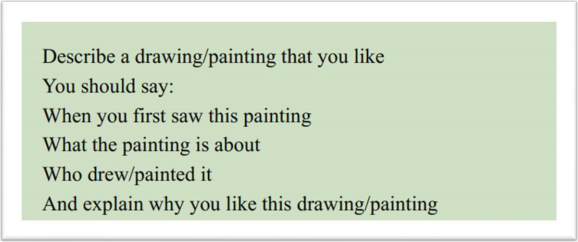 Describe a drawing/painting that you like
You should say:
When you first saw this painting
What the painting is about
Who drew/painted it
And explain why you like this drawing/painting